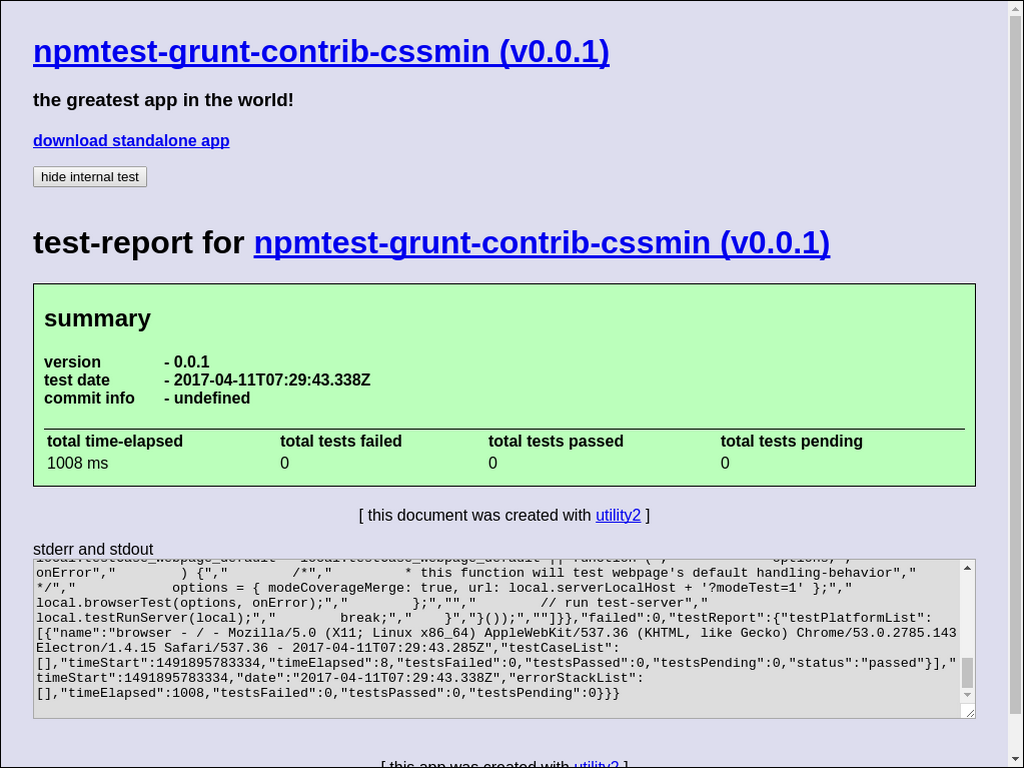 npmtest-grunt-contrib-cssmin (v0.0.1)
the greatest app in the world!
download standalone app
hide internal test
test-report for npmtest-grunt-contrib-cssmin (v0.0.1)
summary
version - 0.0.1
test date - 2017-04-11T07:29:43.338Z
commit info - undefined
total time-elapsed total tests failed total tests passed total tests pending
1008 ms 0 0 0
[ this document was created with utility2 ]
stderr and stdout
onError","        ) {","        /*","         * this function will test webpage's default handling-behavior","
*/","            options = { modeCoverageMerge: true, url: local.serverLocalHost + '?modeTest=1' };","
local.browserTest(options, onError);","        };","","        // run test-server","
local.testRunServer(local);","        break;","    }","}());",""]}},"failed":0,"testReport":{"testPlatformList":
[{"name":"browser - / - Mozilla/5.0 (X11; Linux x86_64) AppleWebKit/537.36 (KHTML, like Gecko) Chrome/53.0.2785.143
Electron/1.4.15 Safari/537.36 - 2017-04-11T07:29:43.285Z","testCaseList":
[],"timeStart":1491895783334,"timeElapsed":8,"testsFailed":0,"testsPassed":0,"testsPending":0,"status":"passed"}],"
timeStart":1491895783334,"date":"2017-04-11T07:29:43.338Z","errorStackList":
[],"timeElapsed":1008,"testsFailed":0,"testsPassed":0,"testsPending":0}}}
[ this app was created with utility2 ]